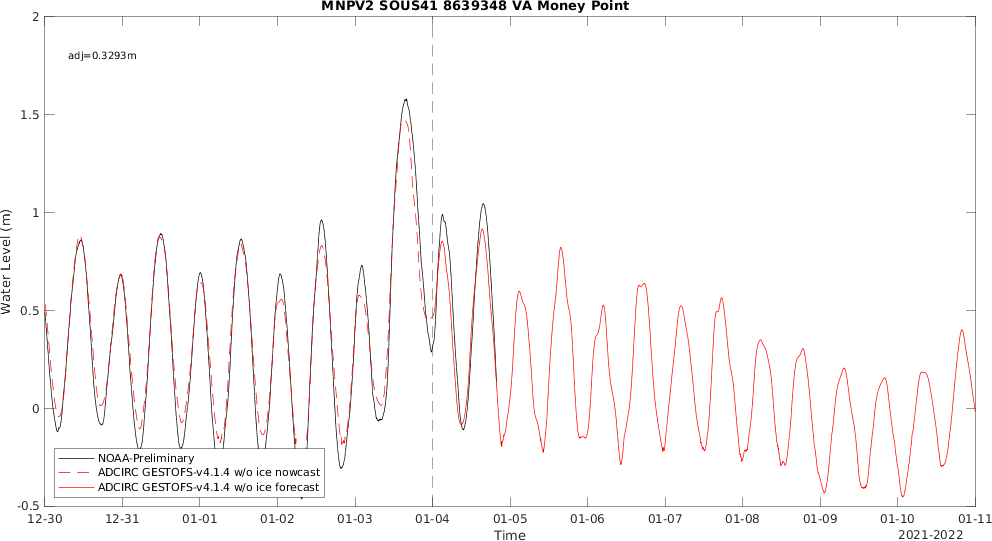 MNPV2 SOUS41 8639348 VA Money Point
adj=0.3293m
Water Level (m)
2
1.5
1
0.5
0
-0.5
NOAA-Preliminary
ADCIRC GESTOFS-v4.1.4 w/o ice nowcast
ADCIRC GESTOFS-v4.1.4 w/o ice forecast
12-30 12-31 01-01 01-02 01-03 01-04 01-05 01-06 01-07 01-08 01-09 01-10 01-11
Time
2021-2022